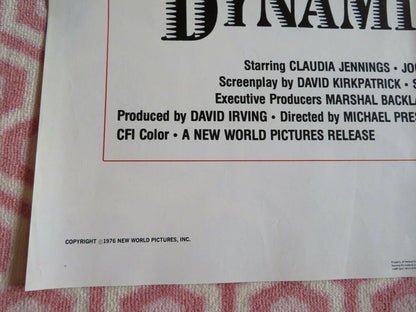 DYNAMI
Starring CLAUDIA JENNINGS • JO
Screenplay by DAVID KIRKPATRICK • S
Executive Producers MARSHAL BACKLA
Produced by DAVID IRVING • Directed by MICHAEL PRES
CFI Color • A NEW WORLD PICTURES RELEASE
COPYRIGHT ©1976 NEW WORLD PICTURES, INC.